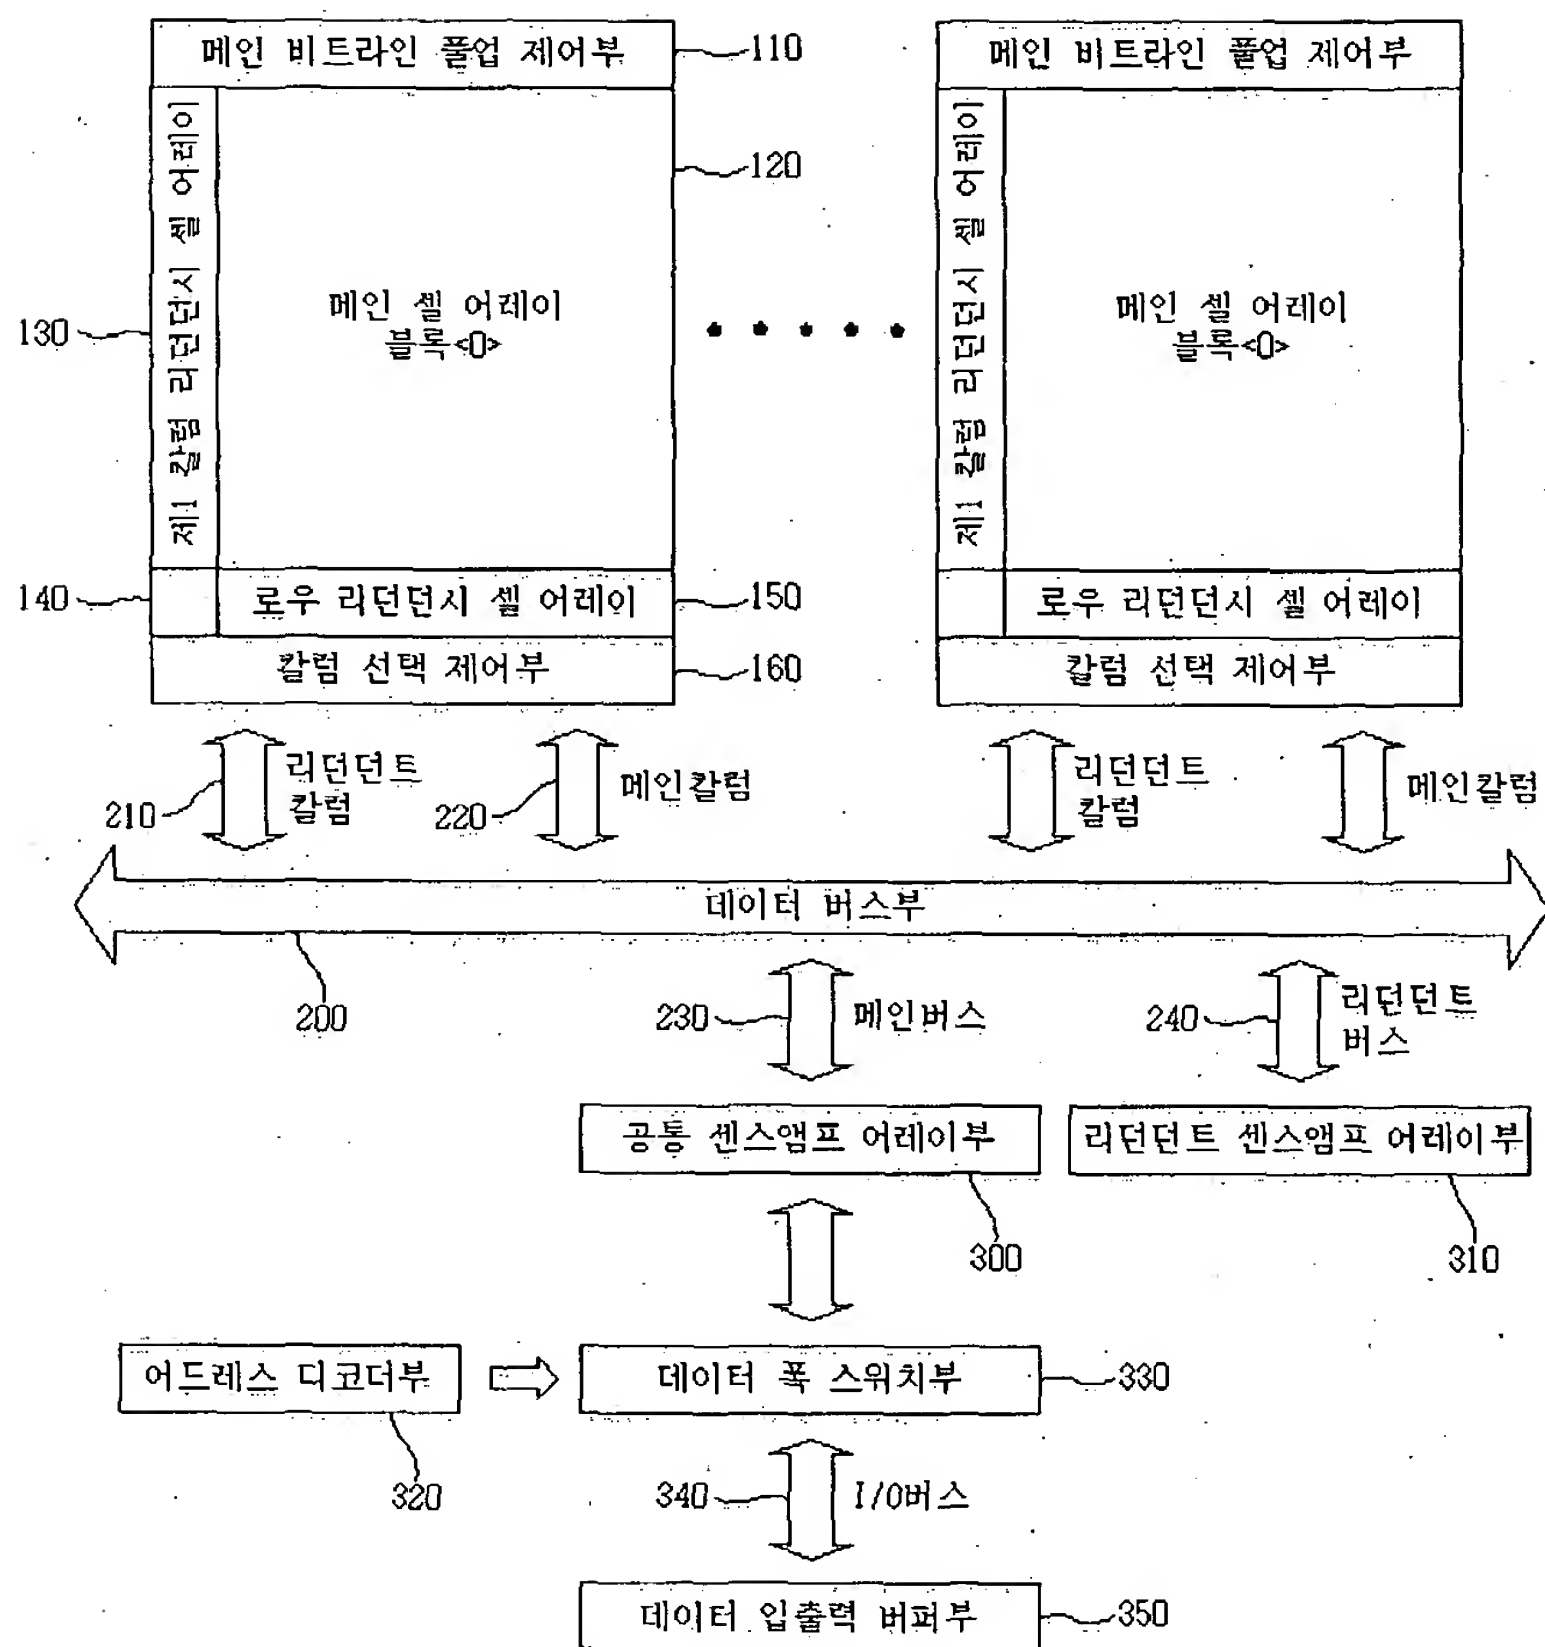 메인 비트라인 풀업 제어부
110
메인 비트라인 풀업 제어부
제1 칼럼 리던던시 셀 어레이
120
제1 칼럼 리던던시 셀 어레이
130
메인 셀 어레이
블록<0>
메인 셀 어레이
블록<0>
140
로우 리던던시 셀 어레이
150
로우 리던던시 셀 어레이
칼럼 선택 제어부
160
칼럼 선택 제어부
210
리던던트
칼럼
220
메인칼럼
리던던트
칼럼
메인칼럼
데이터 버스부
200
230
메인버스
240
리던던트
버스
공통 센스앰프 어레이부
리던던트 센스앰프 어레이부
300
310
어드레스 디코더부
데이터 폭 스위치부
330
320
340
I/O버스
데이터 입출력 버퍼부
350